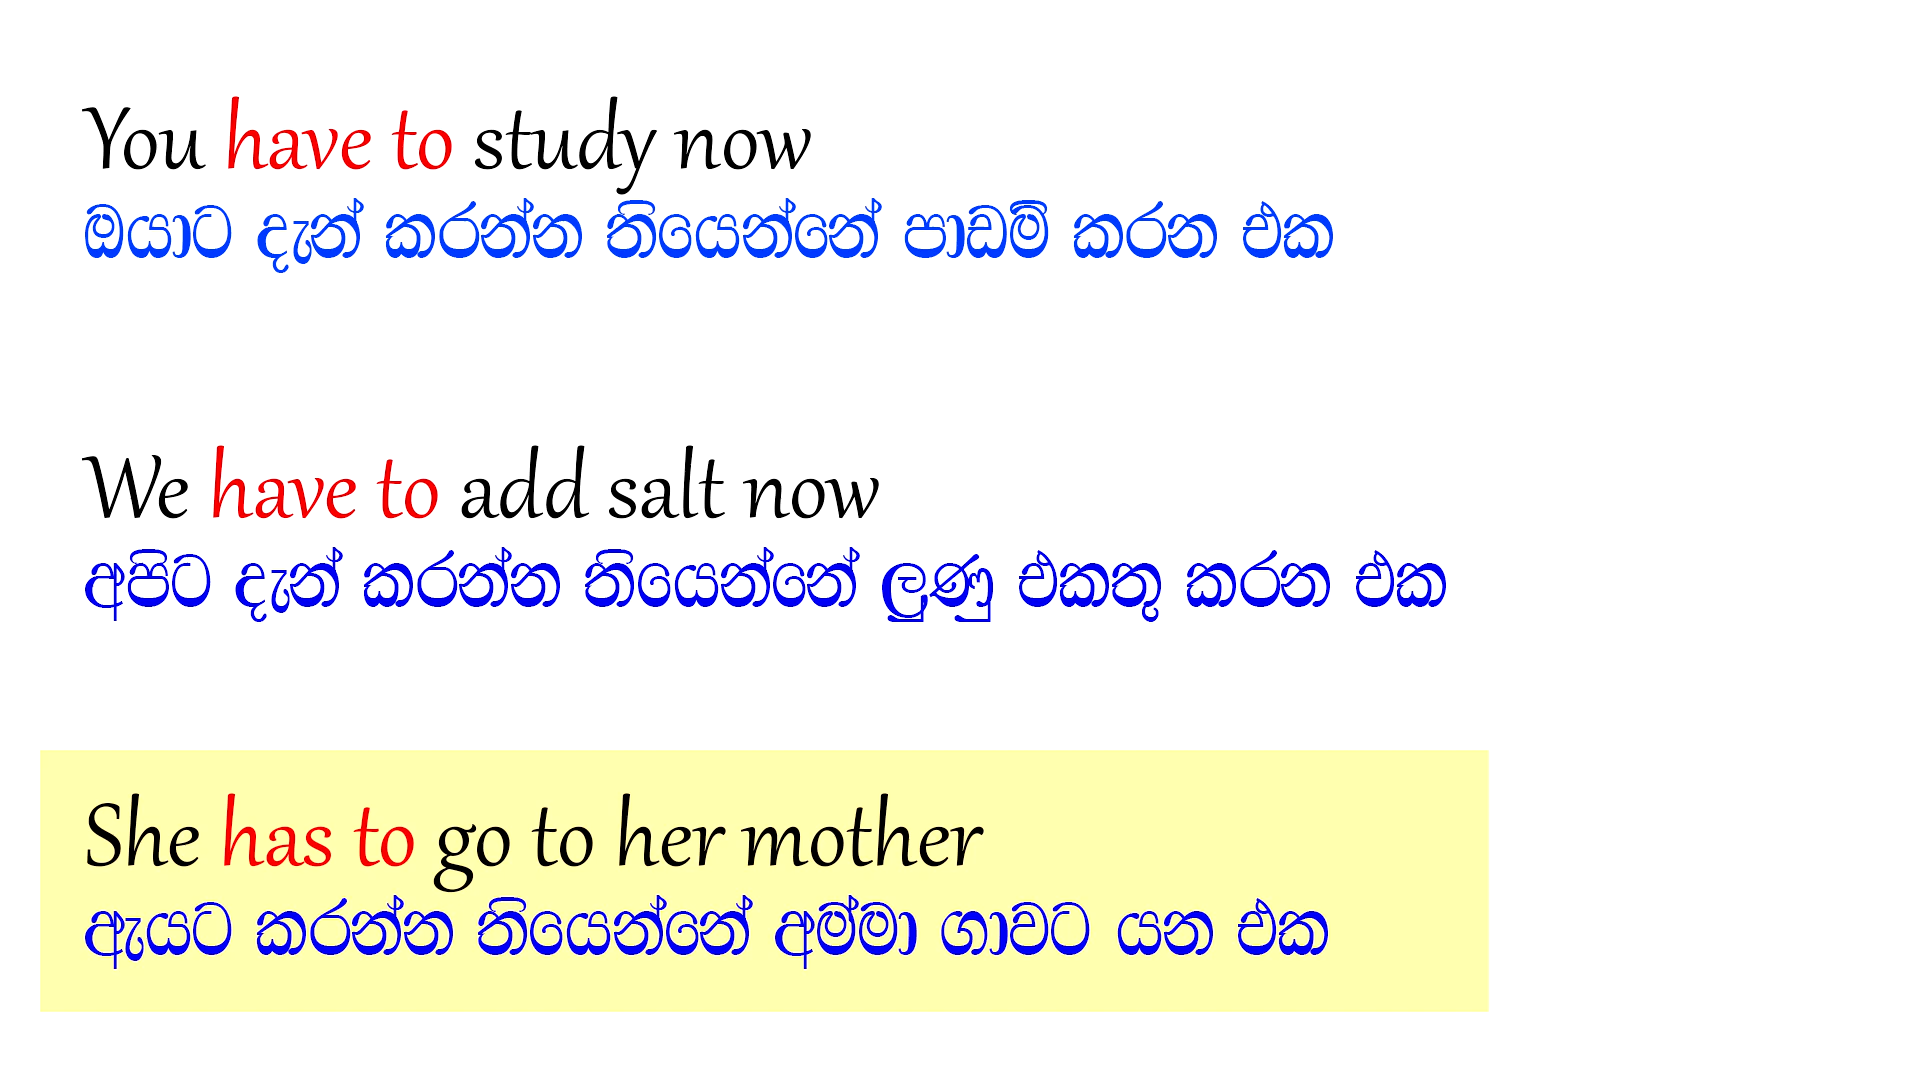 You have to study now
ඔයාට දැන් කරන්න තියෙන්නේ පාඩම් කරන එක
We have to add salt now
අපිට දැන් කරන්න තියෙන්නේ ලුණු එකතු කරන එක
She has to go to her mother
ඇයට කරන්න තියෙන්නේ අම්මා ගාවට යන එක